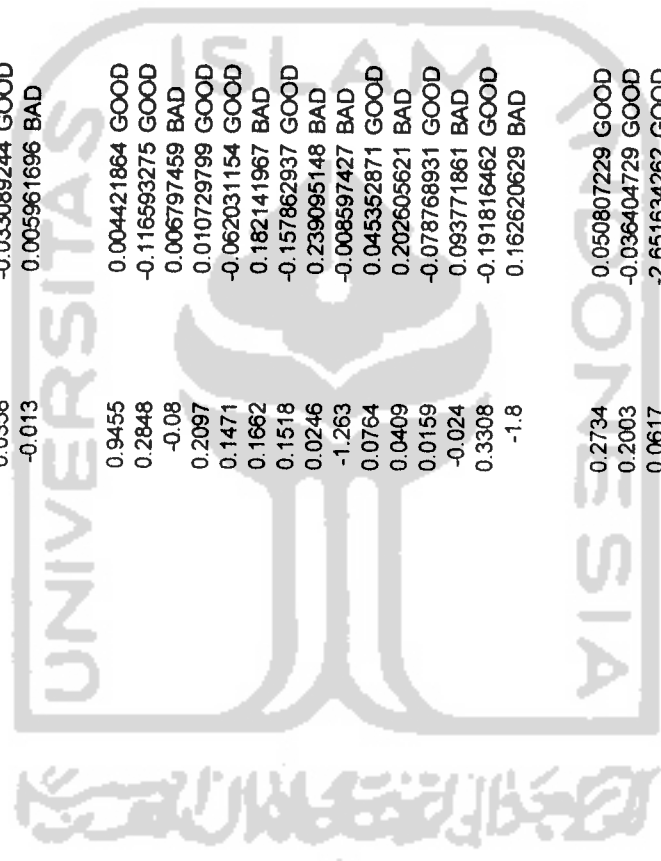 ISLAM
UNIVERSITAS
INDONESIA
0.0338 -0.033089244 GOOD
-0.013 0.005961696 BAD
0.9455 0.004421864 GOOD
0.2848 -0.116593275 GOOD
-0.08 0.006797459 BAD
0.2097 0.010729799 GOOD
0.1471 -0.062031154 GOOD
0.1662 0.182141967 BAD
0.1518 -0.157862937 GOOD
0.0246 0.239095148 BAD
-1.263 -0.008597427 BAD
0.0764 0.045352871 GOOD
0.0409 0.202605621 BAD
0.0159 -0.078768931 GOOD
-0.024 0.093771861 BAD
0.3308 -0.191816462 GOOD
-1.8 0.162620629 BAD
0.2734 0.050807229 GOOD
0.2003 -0.036404729 GOOD
0.0617 -2.651634262 GOOD